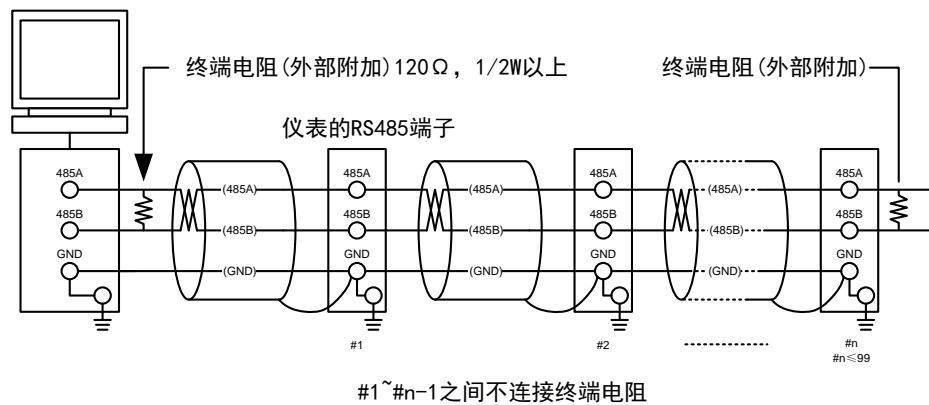 终端电阻(外部附加)120Ω，1/2W以上
终端电阻(外部附加)
仪表的RS485端子
485A (485A) 485A (485A) 485A (485A) 485A
485B (485B) 485B (485B) 485B (485B) 485B
GND (GND) GND (GND) GND (GND) GND
#1 #2 #n
#n≤99
#1~#n-1之间不连接终端电阻